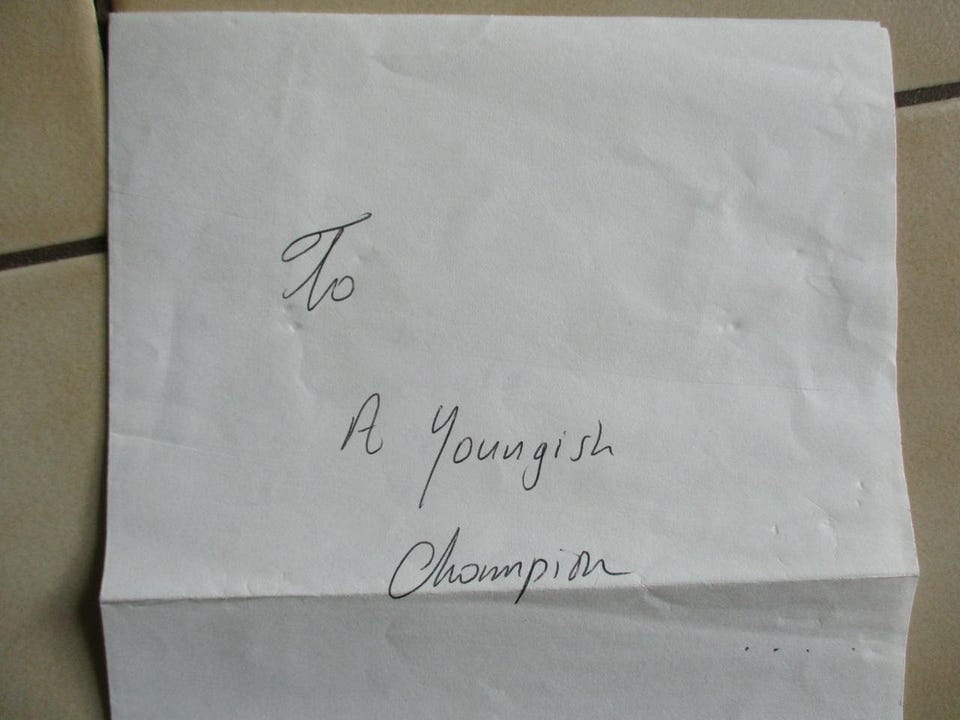 To
A Youngish
Champion
....